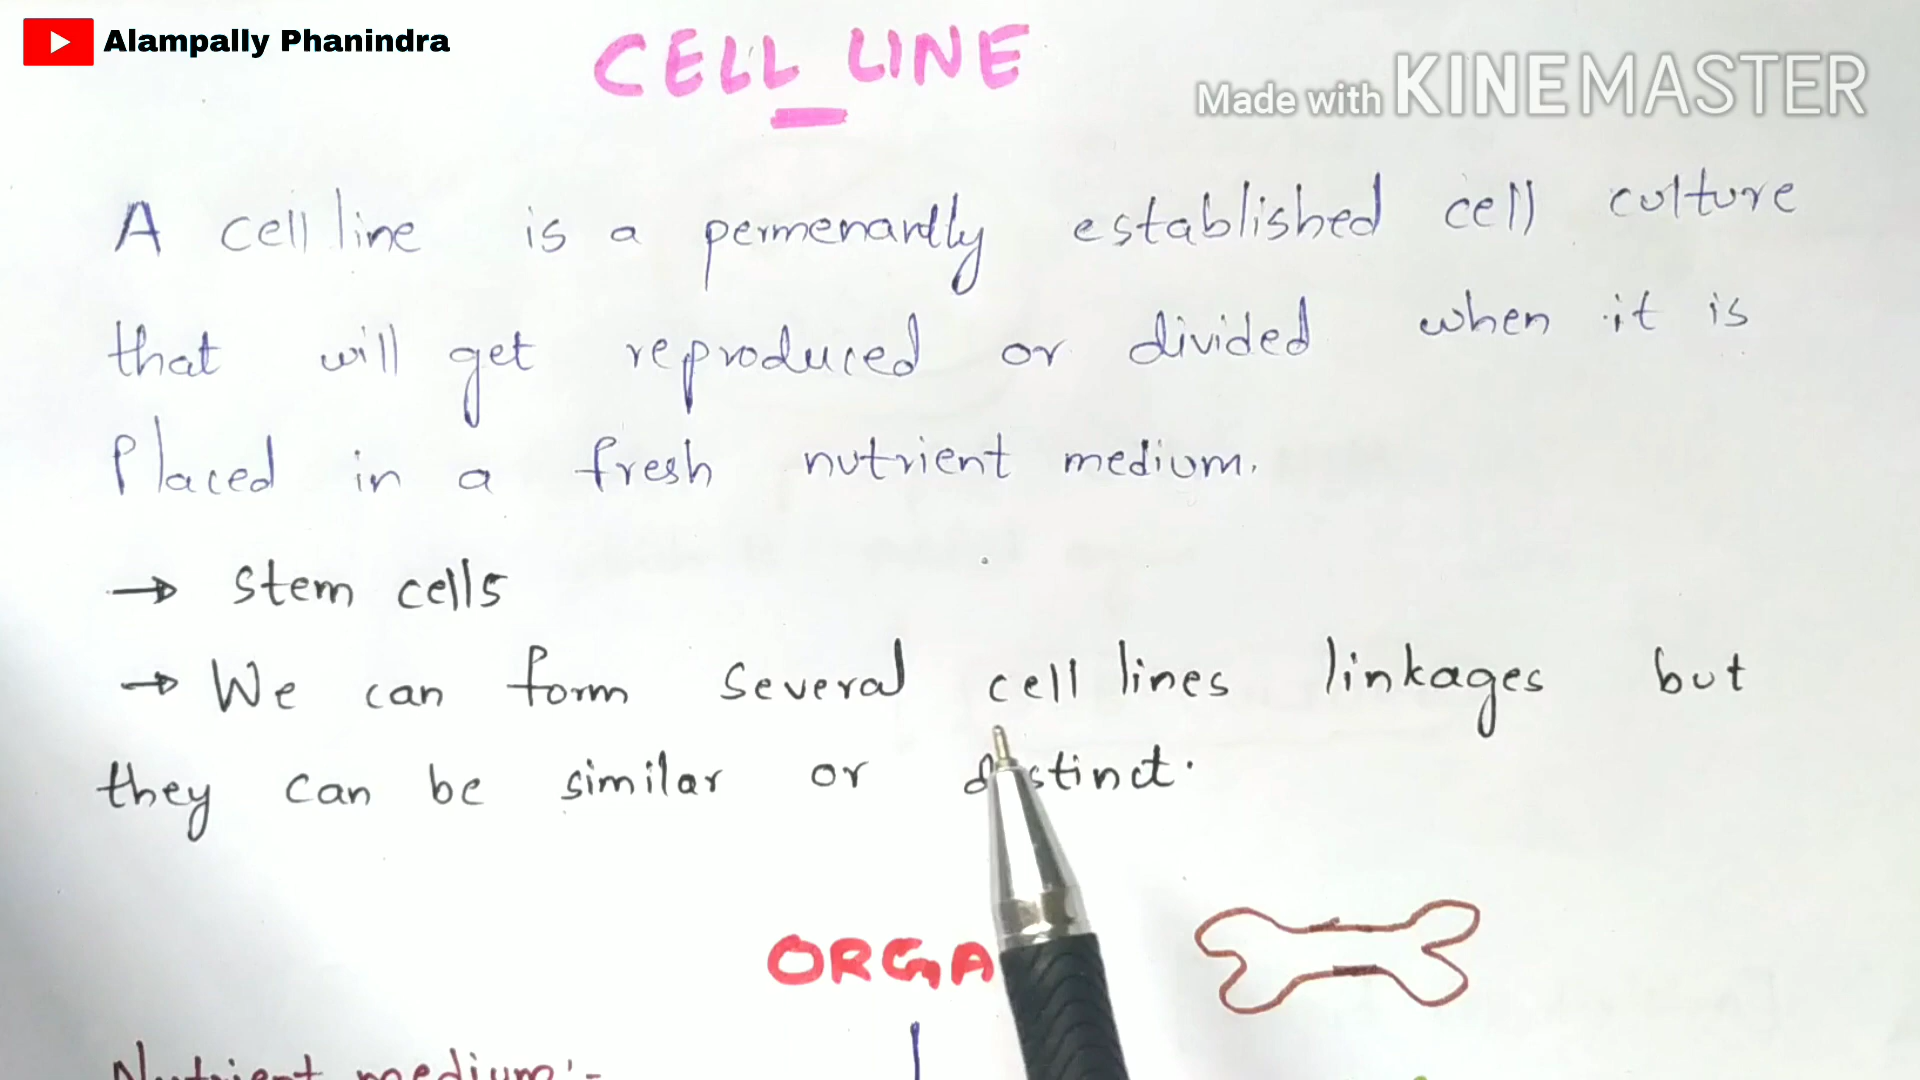 Alampally Phanindra
CELL LINE
Made with KINEMASTER
A cell line is a permenantly established cell culture
that will get reproduced or divided when it is
Placed in a fresh nutrient medium.
→ Stem cells
→ We can form several cell lines linkages but
they can be similar or distinct.
ORGA
Nutrient medium:-